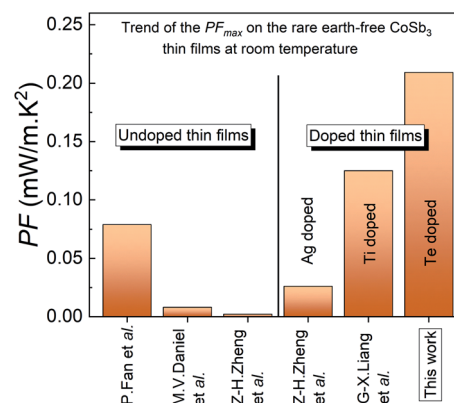 Trend of the PFmax on the rare earth-free CoSb3
thin films at room temperature
Undoped thin films
Doped thin films
PF (mW/m.K2)
0.25
0.20
0.15
0.10
0.05
0.00
Ag doped
Ti doped
Te doped
P.Fan et al.
M.V.Daniel
et al.
Z-H.Zheng
et al.
Z-H.Zheng
et al.
G-X.Liang
et al.
This work